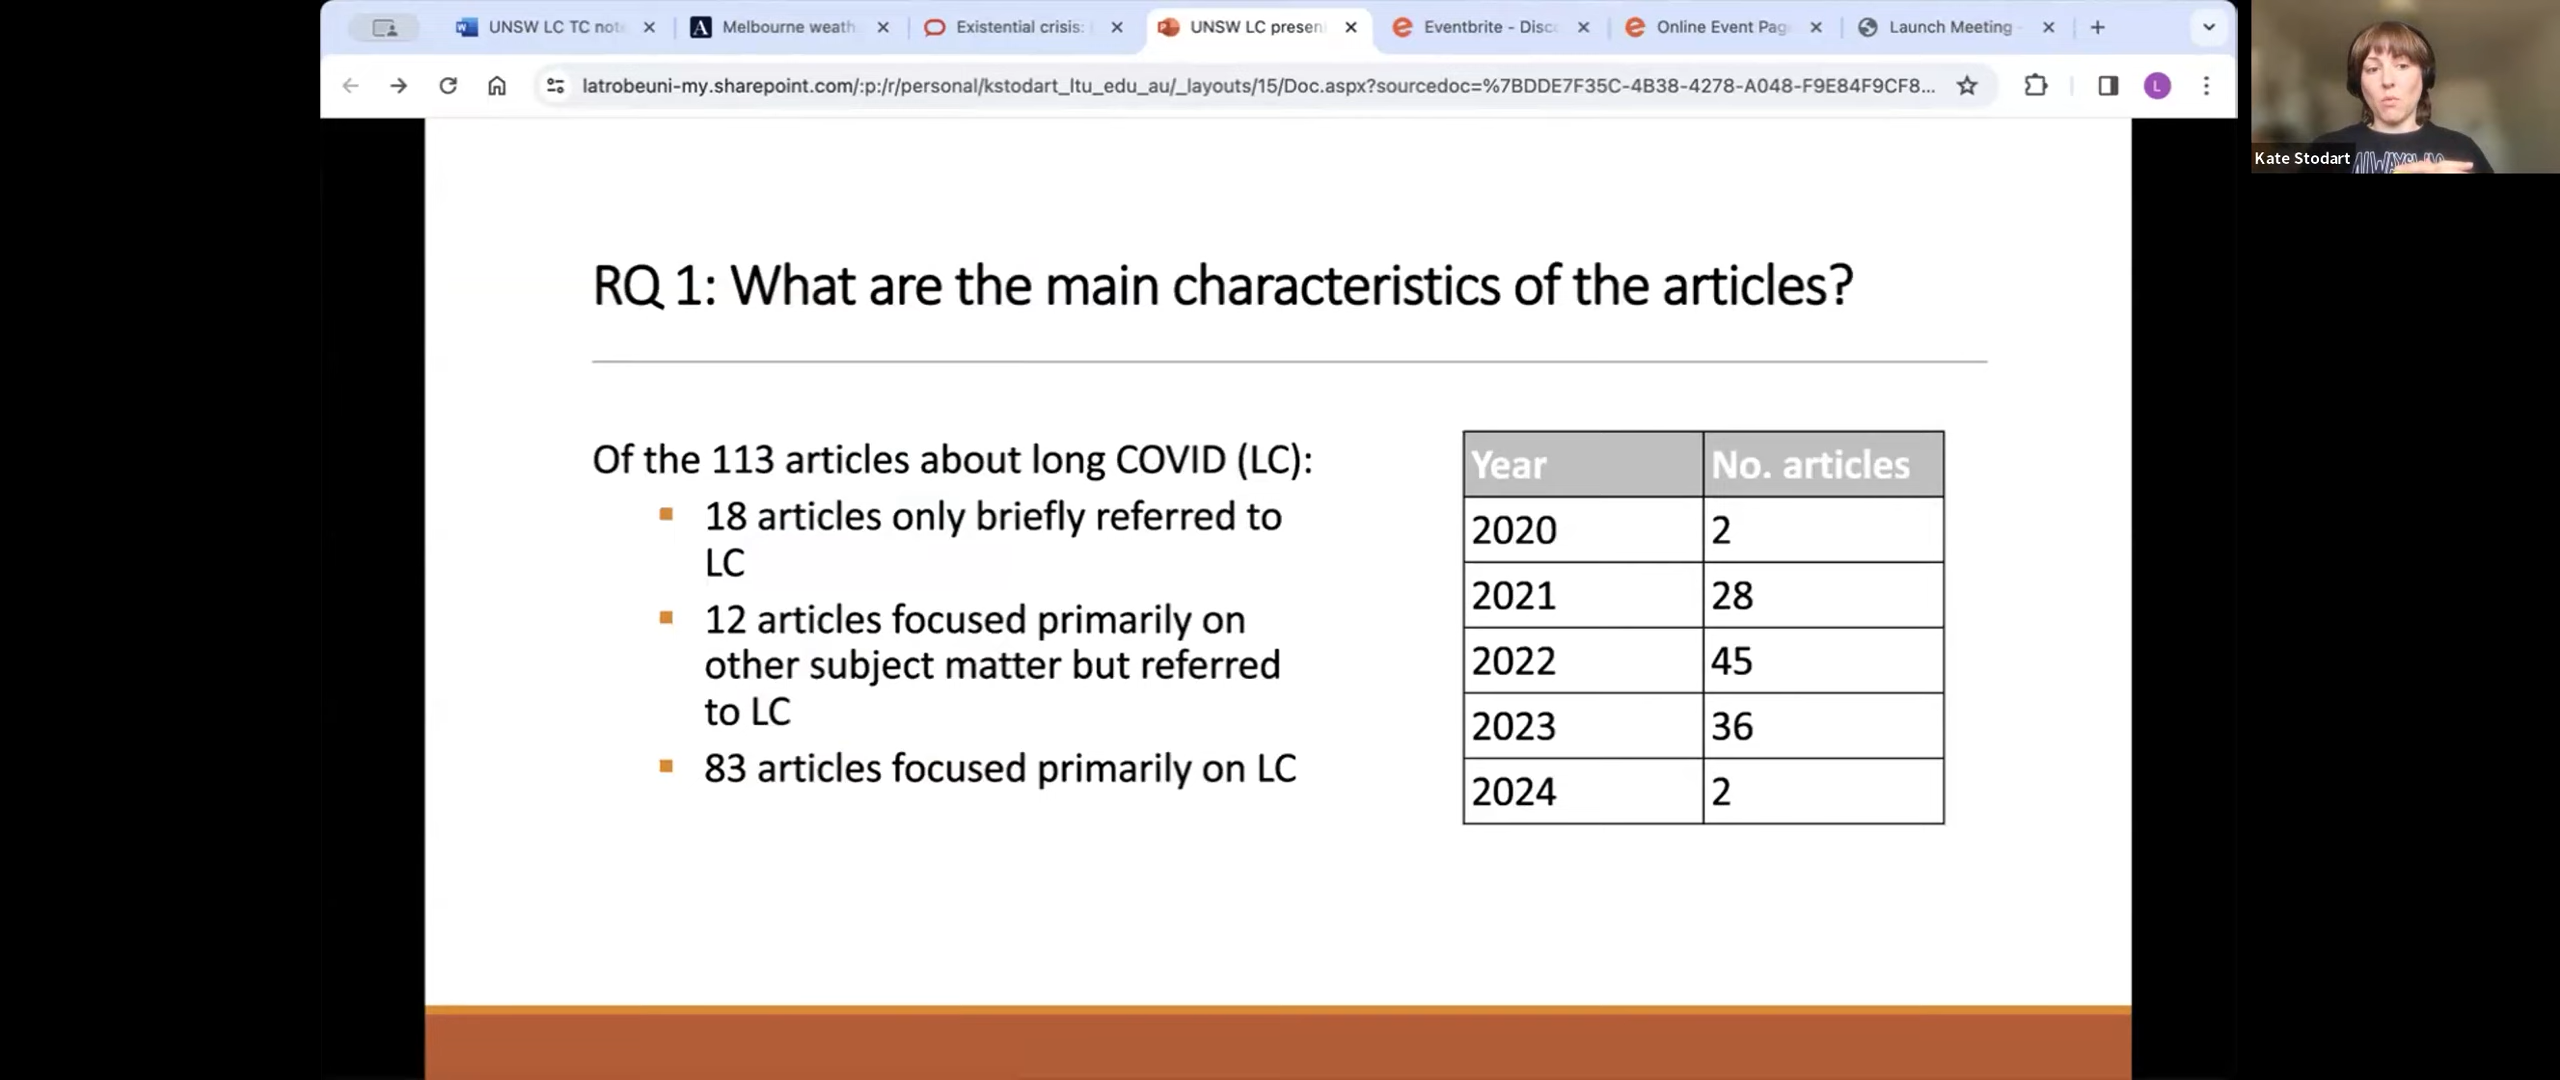 UNSW LC TC not
Melbourne weath
Existential crisis:
UNSW LC presen
Eventbrite - Disc
Online Event Pag
Launch Meeting -
latrobeuni-my.sharepoint.com/:p:/r/personal/kstodart_ltu_edu_au/_layouts/15/Doc.aspx?sourcedoc=%7BDDE7F35C-4B38-4278-A048-F9E84F9CF8...
L
Kate Stodart
RQ 1: What are the main characteristics of the articles?
Of the 113 articles about long COVID (LC):
18 articles only briefly referred to
LC
12 articles focused primarily on
other subject matter but referred
to LC
83 articles focused primarily on LC
Year No. articles
2020 2
2021 28
2022 45
2023 36
2024 2